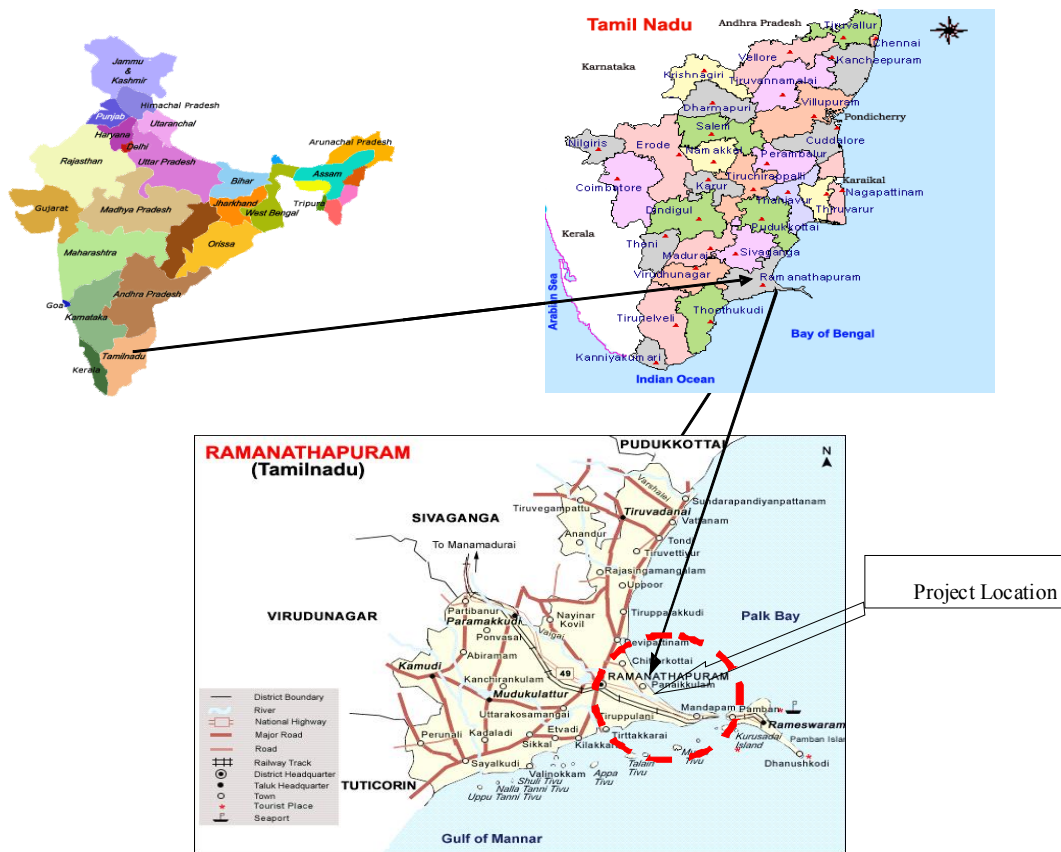 Jammu
&
Kashmir
Himachal Pradesh
Punjab
Utaranchal
Haryana
Delhi
Rajasthan
Uttar Pradesh
Arunachal Pradesh
Assam
Bihar
Jharkhand
Tripura
West Bengal
Gujarat
Madhya Pradesh
Orissa
Maharashtra
Andhra Pradesh
Goa
Karnataka
Tamilnadu
Kerala
Tamil Nadu
Andhra Pradesh
Tiruvallur
Chennai
Kancheepuram
Vellore
Karnataka
Krishnagiri
Tiruvannamalai
Dharmapuri
Villupuram
Pondicherry
Salem
Cuddalore
Nilgiris
Erode
Namakkal
Perambalur
Karaikal
Coimbatore
Karur
Tiruchirappalli
Nagapattinam
Thanjavur
Thiruvarur
Dindigul
Pudukkottai
Kerala
Theni
Madurai
Sivaganga
Virudhunagar
Ramanathapuram
Arabian Sea
Tirunelveli
Thoothukudi
Bay of Bengal
Kanniyakumari
Indian Ocean
RAMANATHAPURAM
(Tamilnadu)
PUDUKKOTTAI
N
Varshalei
Sundarapandiyanpattanam
Tiruvegampattu
Tiruvadanai
Vattanam
SIVAGANGA
Anandur
Tondi
Tiruvettiyur
To Manamadurai
Rajasingamangalam
Uppoor
Project Location
VIRUDUNAGAR
Partibanur
Paramakkudi
Nayinar
Kovil
Tiruppalakkudi
Palk Bay
Ponvasal
Vaigai
Devipattinam
Abiramam
Chittarkottai
Kamudi
Kanchirankulam
49
RAMANATHAPURAM
Panaikkulam
Mudukulattur
Uttarakosamangai
Mandapam
Pamban
Rameswaram
Tiruppulani
Perunali
Kadaladi
Etvadi
Tirttakkarai
Kurusadai
Island
Pamban Islan
Sikkal
Kilakkarai
Dhanushkodi
Sayalkudi
Valinokkam
Appa
Tivu
Talain
Tivu
Tivu
TUTICORIN
Shuli Tivu
Nalla Tanni Tivu
Uppu Tanni Tivu
Gulf of Mannar
District Boundary
River
National Highway
Major Road
Road
Railway Track
District Headquarter
Taluk Headquarter
Town
Tourist Place
Seaport